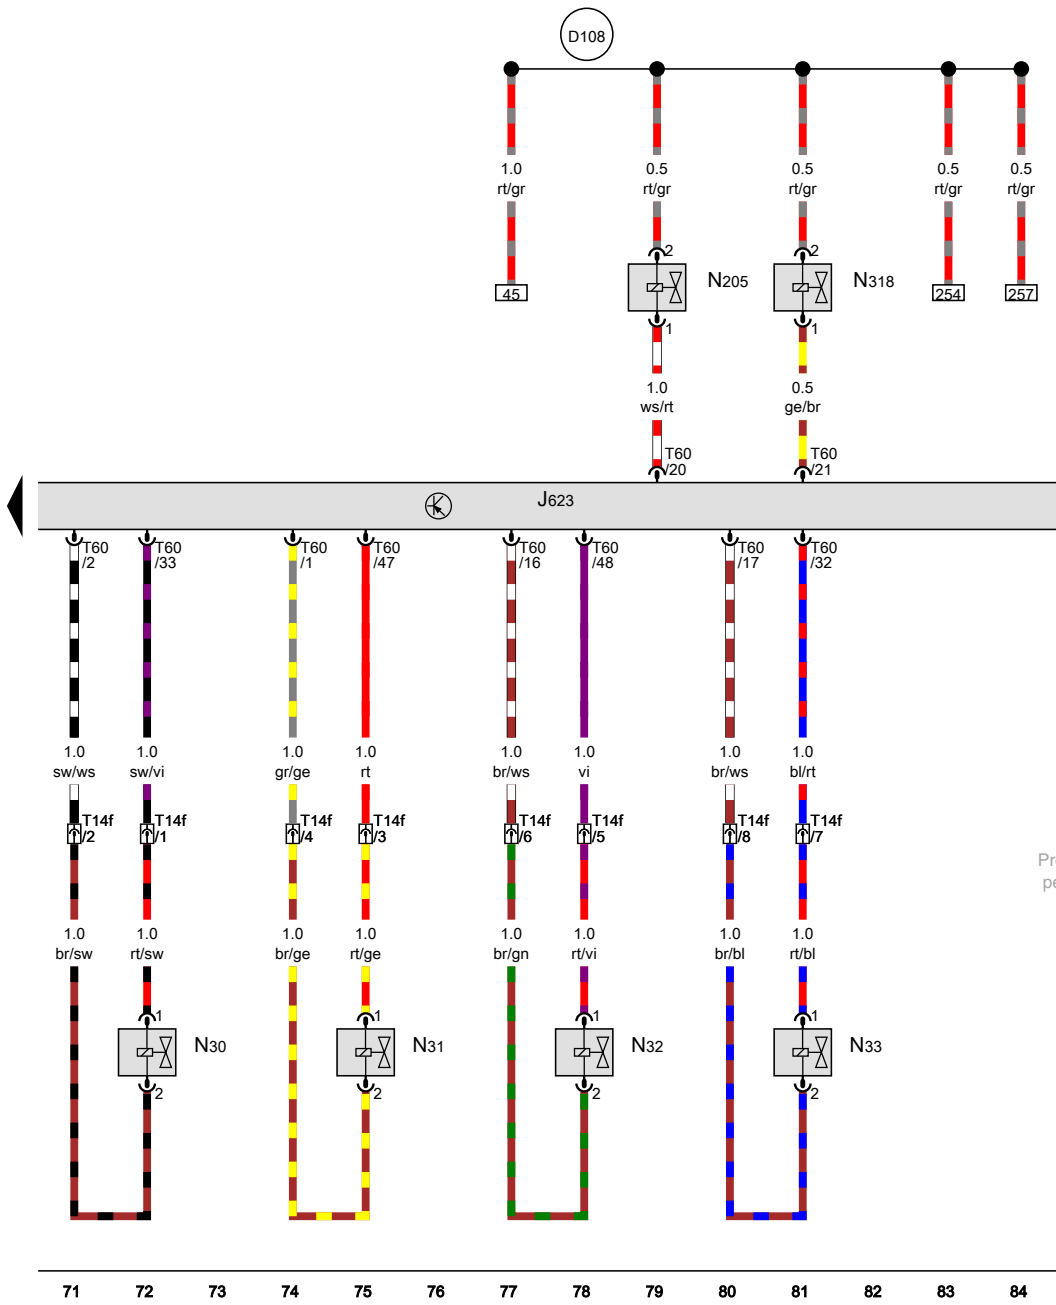 D108
1.0 0.5 0.5 0.5 0.5
rt/gr rt/gr rt/gr rt/gr rt/gr
2 2
45 N205 N318 254 257
1 1
1.0 0.5
ws/rt ge/br
T60 T60
/20 /21
J623
T60 T60 T60 T60 T60 T60 T60 T60
/2 /33 /1 /47 /16 /48 /17 /32
1.0 1.0 1.0 1.0 1.0 1.0 1.0 1.0
sw/ws sw/vi gr/ge rt br/ws vi br/ws bl/rt
T14f T14f T14f T14f T14f T14f T14f T14f
/2 /1 /4 /3 /6 /5 /8 /7
Pr
pe
1.0 1.0 1.0 1.0 1.0 1.0 1.0 1.0
br/sw rt/sw br/ge rt/ge br/gn rt/vi br/bl rt/bl
1 1 1 1
N30 N31 N32 N33
2 2 2 2
71 72 73 74 75 76 77 78 79 80 81 82 83 84